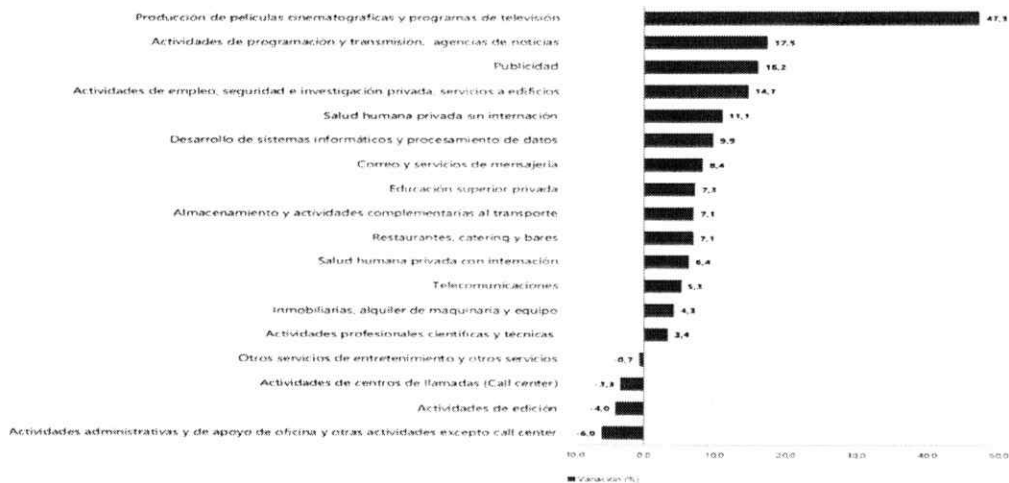 Producción de películas cinematográficas y programas de televisión 47,3
Actividades de programación y transmisión, agencias de noticias 17,5
Publicidad 16,2
Actividades de empleo, seguridad e investigación privada, servicios a edificios 14,7
Salud humana privada sin internación 11,1
Desarrollo de sistemas informáticos y procesamiento de datos 9,9
Correo y servicios de mensajería 8,4
Educación superior privada 7,3
Almacenamiento y actividades complementarias al transporte 7,1
Restaurantes, catering y bares 7,1
Salud humana privada con internación 6,4
Telecomunicaciones 5,3
Inmobiliarias, alquiler de maquinaria y equipo 4,3
Actividades profesionales científicas y técnicas 3,4
Otros servicios de entretenimiento y otros servicios -0,7
Actividades de centros de llamadas (Call center) -3,3
Actividades de edición -4,0
Actividades administrativas y de apoyo de oficina y otras actividades excepto call center -6,0
10,0 0,0 10,0 20,0 30,0 40,0 50,0
Variación (%)